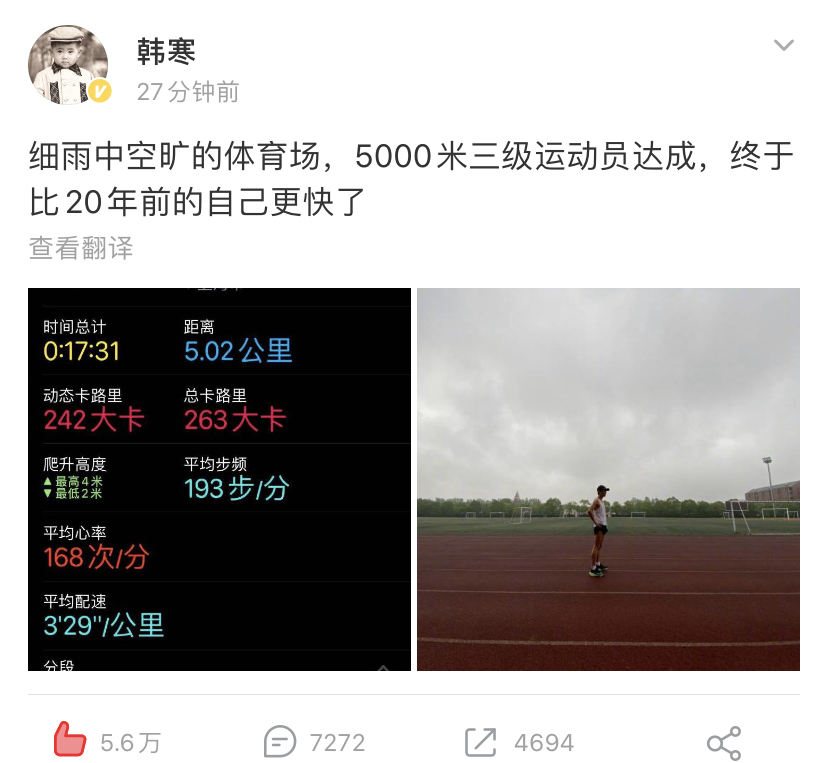 韩寒
27分钟前
细雨中空旷的体育场，5000米三级运动员达成，终于
比20年前的自己更快了
查看翻译
时间总计 距离
0:17:31 5.02公里
动态卡路里 总卡路里
242大卡 263大卡
爬升高度 平均步频
▲最高4米
▼最低2米
193步/分
平均心率
168次/分
平均配速
3'29"/公里
分段
5.6万 7272 4694